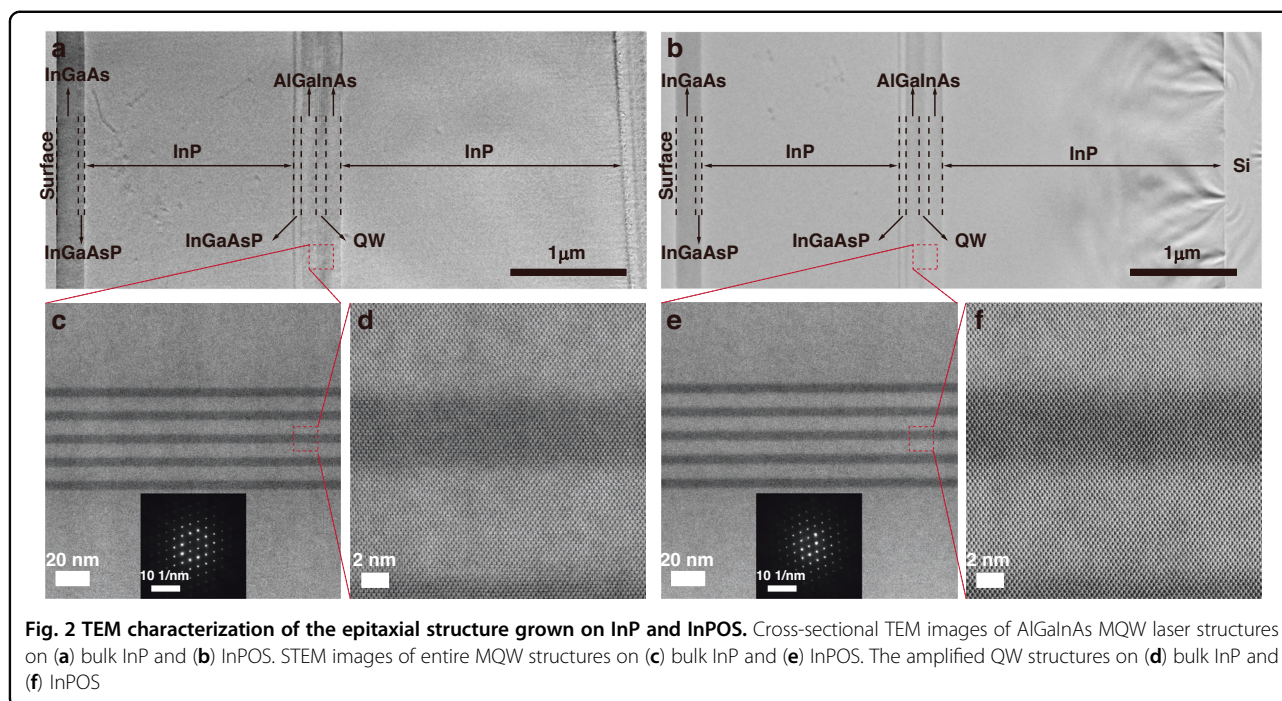 a
InGaAs
AlGaInAs
Surface
InP
InP
InGaAsP
InGaAsP
QW
1μm
b
InGaAs
AlGaInAs
Surface
InP
InP
Si
InGaAsP
InGaAsP
QW
1μm
c
20 nm
10 1/nm
d
2 nm
e
20 nm
10 1/nm
f
2 nm
Fig. 2 TEM characterization of the epitaxial structure grown on InP and InPOS. Cross-sectional TEM images of AlGaInAs MQW laser structures
on (a) bulk InP and (b) InPOS. STEM images of entire MQW structures on (c) bulk InP and (e) InPOS. The amplified QW structures on (d) bulk InP and
(f) InPOS